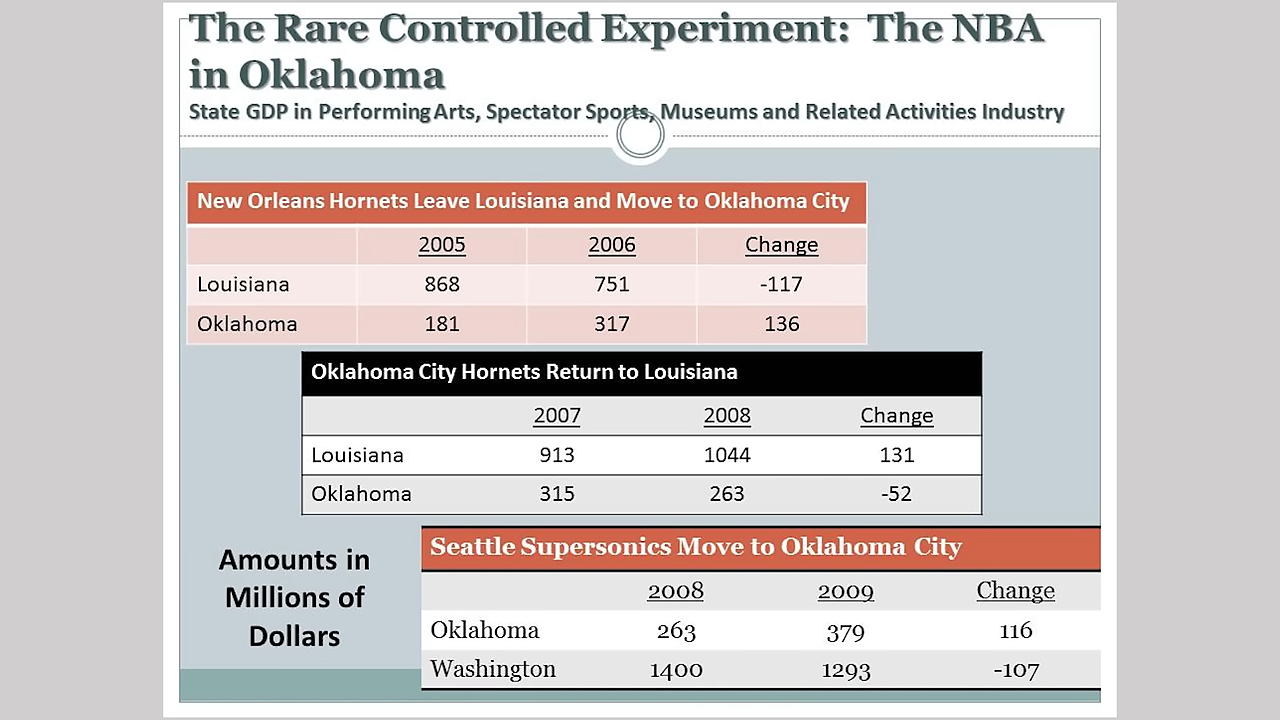 The Rare Controlled Experiment: The NBA
in Oklahoma
State GDP in Performing Arts, Spectator Sports, Museums and Related Activities Industry
New Orleans Hornets Leave Louisiana and Move to Oklahoma City
2005 2006 Change
Louisiana 868 751 -117
Oklahoma 181 317 136
Oklahoma City Hornets Return to Louisiana
2007 2008 Change
Louisiana 913 1044 131
Oklahoma 315 263 -52
Amounts in
Millions of
Dollars
Seattle Supersonics Move to Oklahoma City
2008 2009 Change
Oklahoma 263 379 116
Washington 1400 1293 -107